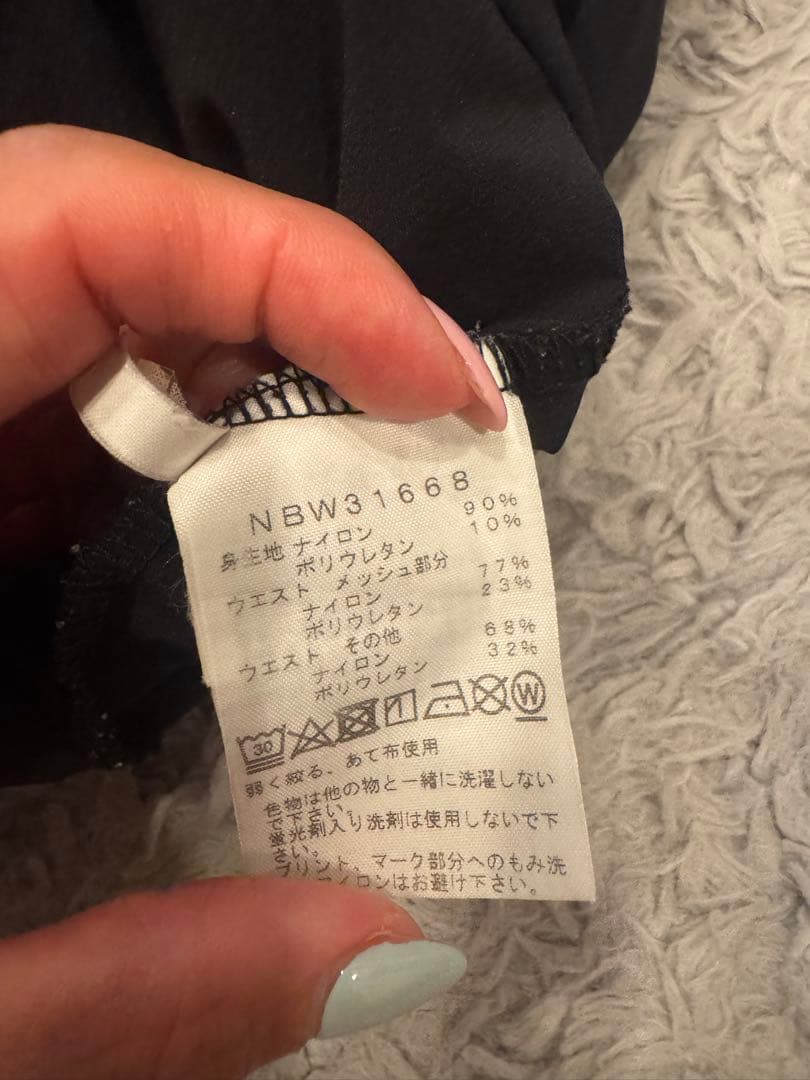 NBW31668
身生地 ナイロン 90%
ポリウレタン 10%
ウエスト メッシュ部分
ナイロン 77%
ポリウレタン 23%
ウエスト その他
ナイロン 68%
ポリウレタン 32%
30 W
弱く絞る、あて布使用
色物は他の物と一緒に洗濯しない
で下さい。
蛍光剤入り洗剤は使用しないで下
さい。
プリント、マーク部分へのもみ洗
アイロンはお避け下さい。